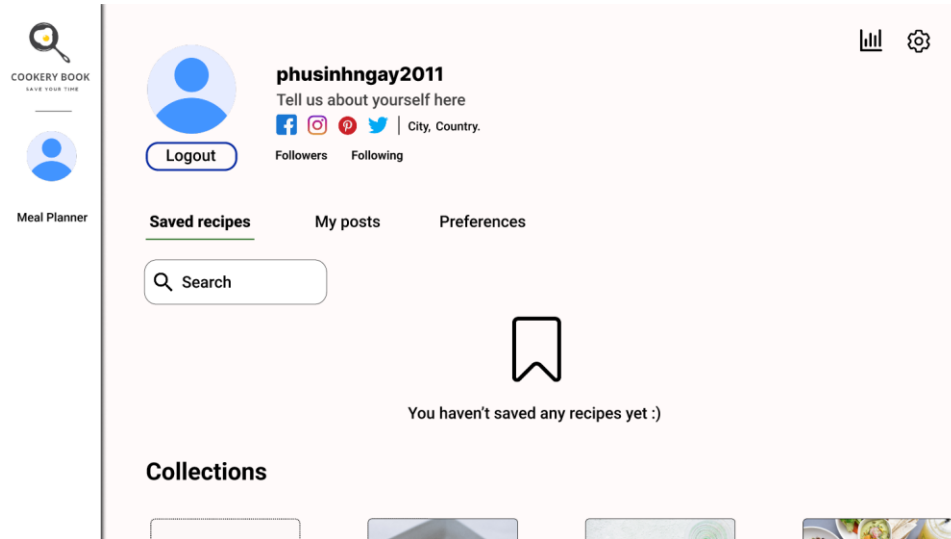 COOKERY BOOK
SAVE YOUR TIME
Meal Planner
phusinhngay2011
Tell us about yourself here
City, Country.
Logout
Followers Following
Saved recipes My posts Preferences
Search
You haven't saved any recipes yet :)
Collections